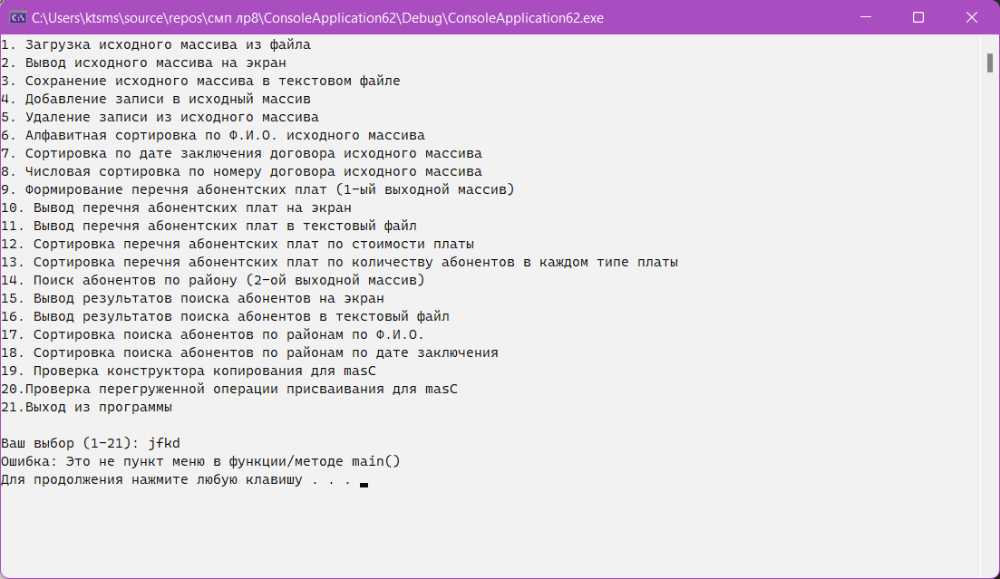 C:\Users\ktsms\source\repos\смп лр8\ConsoleApplication62\Debug\ConsoleApplication62.exe
1. Загрузка исходного массива из файла
2. Вывод исходного массива на экран
3. Сохранение исходного массива в текстовом файле
4. Добавление записи в исходный массив
5. Удаление записи из исходного массива
6. Алфавитная сортировка по Ф.И.О. исходного массива
7. Сортировка по дате заключения договора исходного массива
8. Числовая сортировка по номеру договора исходного массива
9. Формирование перечня абонентских плат (1-ый выходной массив)
10. Вывод перечня абонентских плат на экран
11. Вывод перечня абонентских плат в текстовый файл
12. Сортировка перечня абонентских плат по стоимости платы
13. Сортировка перечня абонентских плат по количеству абонентов в каждом типе платы
14. Поиск абонентов по району (2-ой выходной массив)
15. Вывод результатов поиска абонентов на экран
16. Вывод результатов поиска абонентов в текстовый файл
17. Сортировка поиска абонентов по районам по Ф.И.О.
18. Сортировка поиска абонентов по районам по дате заключения
19. Проверка конструктора копирования для masC
20.Проверка перегруженной операции присваивания для masC
21.Выход из программы
Ваш выбор (1-21): jfkd
Ошибка: Это не пункт меню в функции/методе main()
Для продолжения нажмите любую клавишу . . .